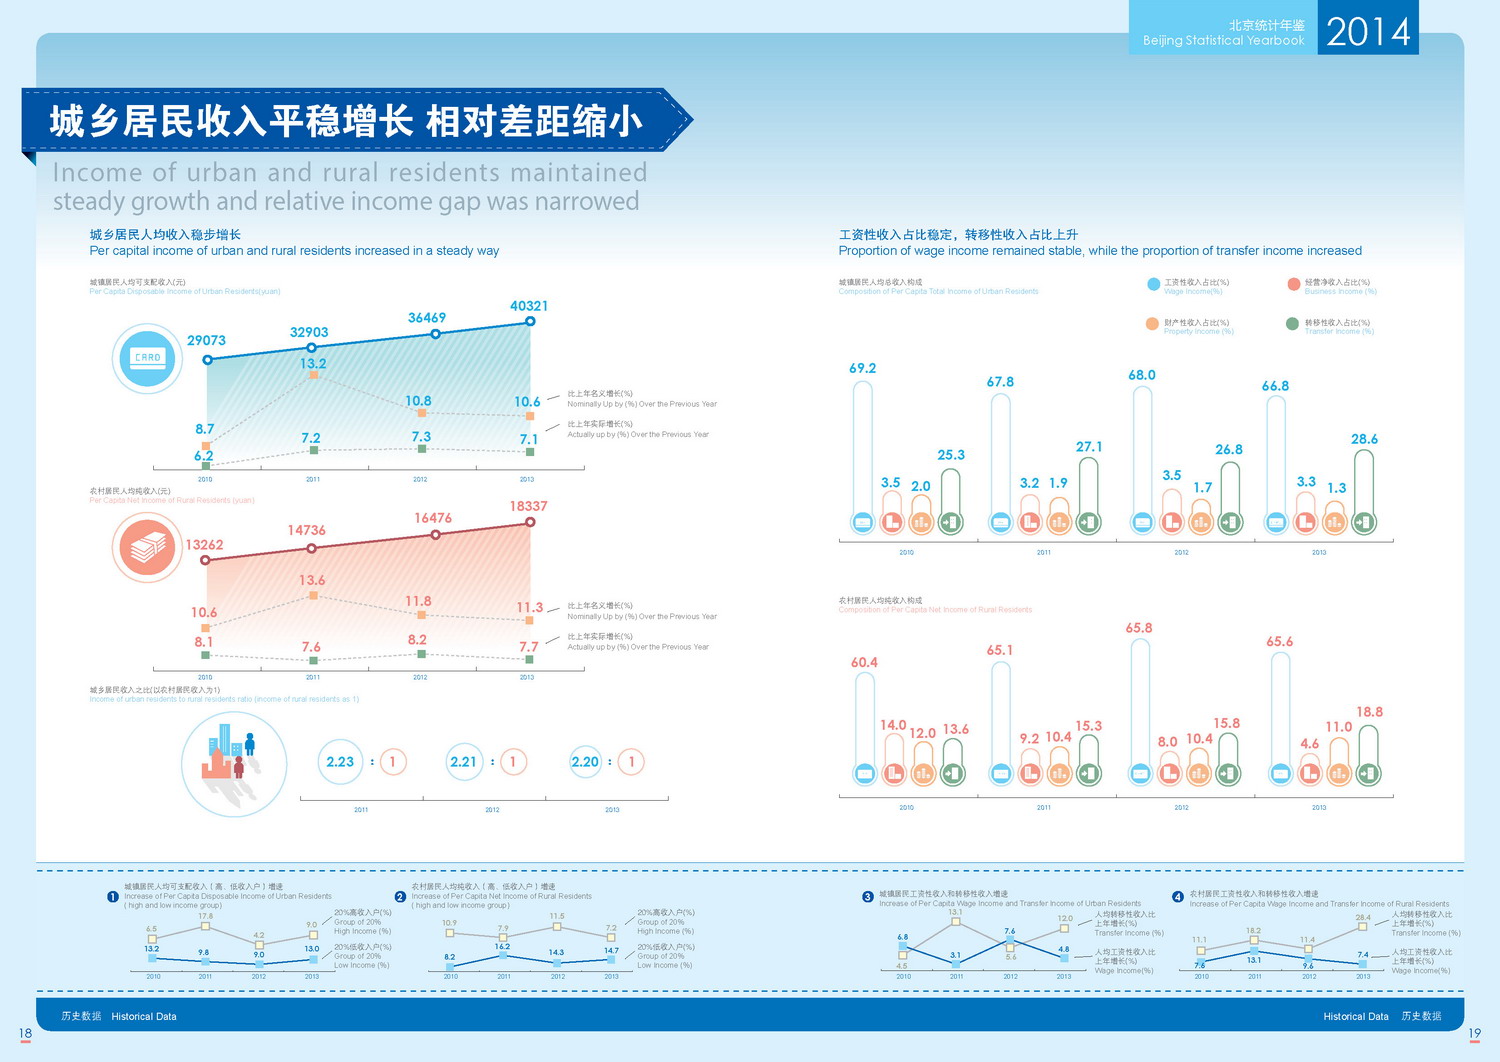 北京统计年鉴
Beijing Statistical Yearbook
2014
城乡居民收入平稳增长 相对差距缩小
Income of urban and rural residents maintained
steady growth and relative income gap was narrowed
城乡居民人均收入稳步增长
Per capital income of urban and rural residents increased in a steady way
城镇居民人均可支配收入(元)
Per Capita Disposable Income of Urban Residents(yuan)
CARD
29073
32903
36469
40321
8.7
13.2
10.8
10.6
6.2
7.2
7.3
7.1
比上年名义增长(%)
Nominally Up by (%) Over the Previous Year
比上年实际增长(%)
Actually up by (%) Over the Previous Year
2010
2011
2012
2013
农村居民人均纯收入(元)
Per Capita Net Income of Rural Residents (yuan)
13262
14736
16476
18337
10.6
13.6
11.8
11.3
8.1
7.6
8.2
7.7
比上年名义增长(%)
Nominally Up by (%) Over the Previous Year
比上年实际增长(%)
Actually up by (%) Over the Previous Year
2010
2011
2012
2013
城乡居民收入之比(以农村居民收入为1)
Income of urban residents to rural residents ratio (income of rural residents as 1)
2.23 : 1
2.21 : 1
2.20 : 1
2011
2012
2013
工资性收入占比稳定，转移性收入占比上升
Proportion of wage income remained stable, while the proportion of transfer income increased
城镇居民人均总收入构成
Composition of Per Capita Total Income of Urban Residents
工资性收入占比(%)
Wage Income(%)
经营净收入占比(%)
Business Income (%)
财产性收入占比(%)
Property Income (%)
转移性收入占比(%)
Transfer Income (%)
69.2
3.5
2.0
25.3
67.8
3.2
1.9
27.1
68.0
3.5
1.7
26.8
66.8
3.3
1.3
28.6
2010
2011
2012
2013
农村居民人均纯收入构成
Composition of Per Capita Net Income of Rural Residents
60.4
14.0
12.0
13.6
65.1
9.2
10.4
15.3
65.8
8.0
10.4
15.8
65.6
4.6
11.0
18.8
2010
2011
2012
2013
1
城镇居民人均可支配收入（高、低收入户）增速
Increase of Per Capita Disposable Income of Urban Residents
( high and low income group)
6.5
17.8
4.2
9.0
13.2
9.8
9.0
13.0
20%高收入户(%)
Group of 20%
High Income (%)
20%低收入户(%)
Group of 20%
Low Income (%)
2010
2011
2012
2013
2
农村居民人均纯收入（高、低收入户）增速
Increase of Per Capita Net Income of Rural Residents
( high and low income group)
10.9
7.9
11.5
7.2
8.2
16.2
14.3
14.7
20%高收入户(%)
Group of 20%
High Income (%)
20%低收入户(%)
Group of 20%
Low Income (%)
2010
2011
2012
2013
3
城镇居民工资性收入和转移性收入增速
Increase of Per Capita Wage Income and Transfer Income of Urban Residents
6.8
13.1
7.6
12.0
4.5
3.1
5.6
4.8
人均转移性收入比
上年增长(%)
Transfer Income (%)
人均工资性收入比
上年增长(%)
Wage Income(%)
2010
2011
2012
2013
4
农村居民工资性收入和转移性收入增速
Increase of Per Capita Wage Income and Transfer Income of Rural Residents
11.1
18.2
11.4
28.4
7.6
13.1
9.6
7.4
人均转移性收入比
上年增长(%)
Transfer Income (%)
人均工资性收入比
上年增长(%)
Wage Income(%)
2010
2011
2012
2013
历史数据 Historical Data
Historical Data 历史数据
18
19